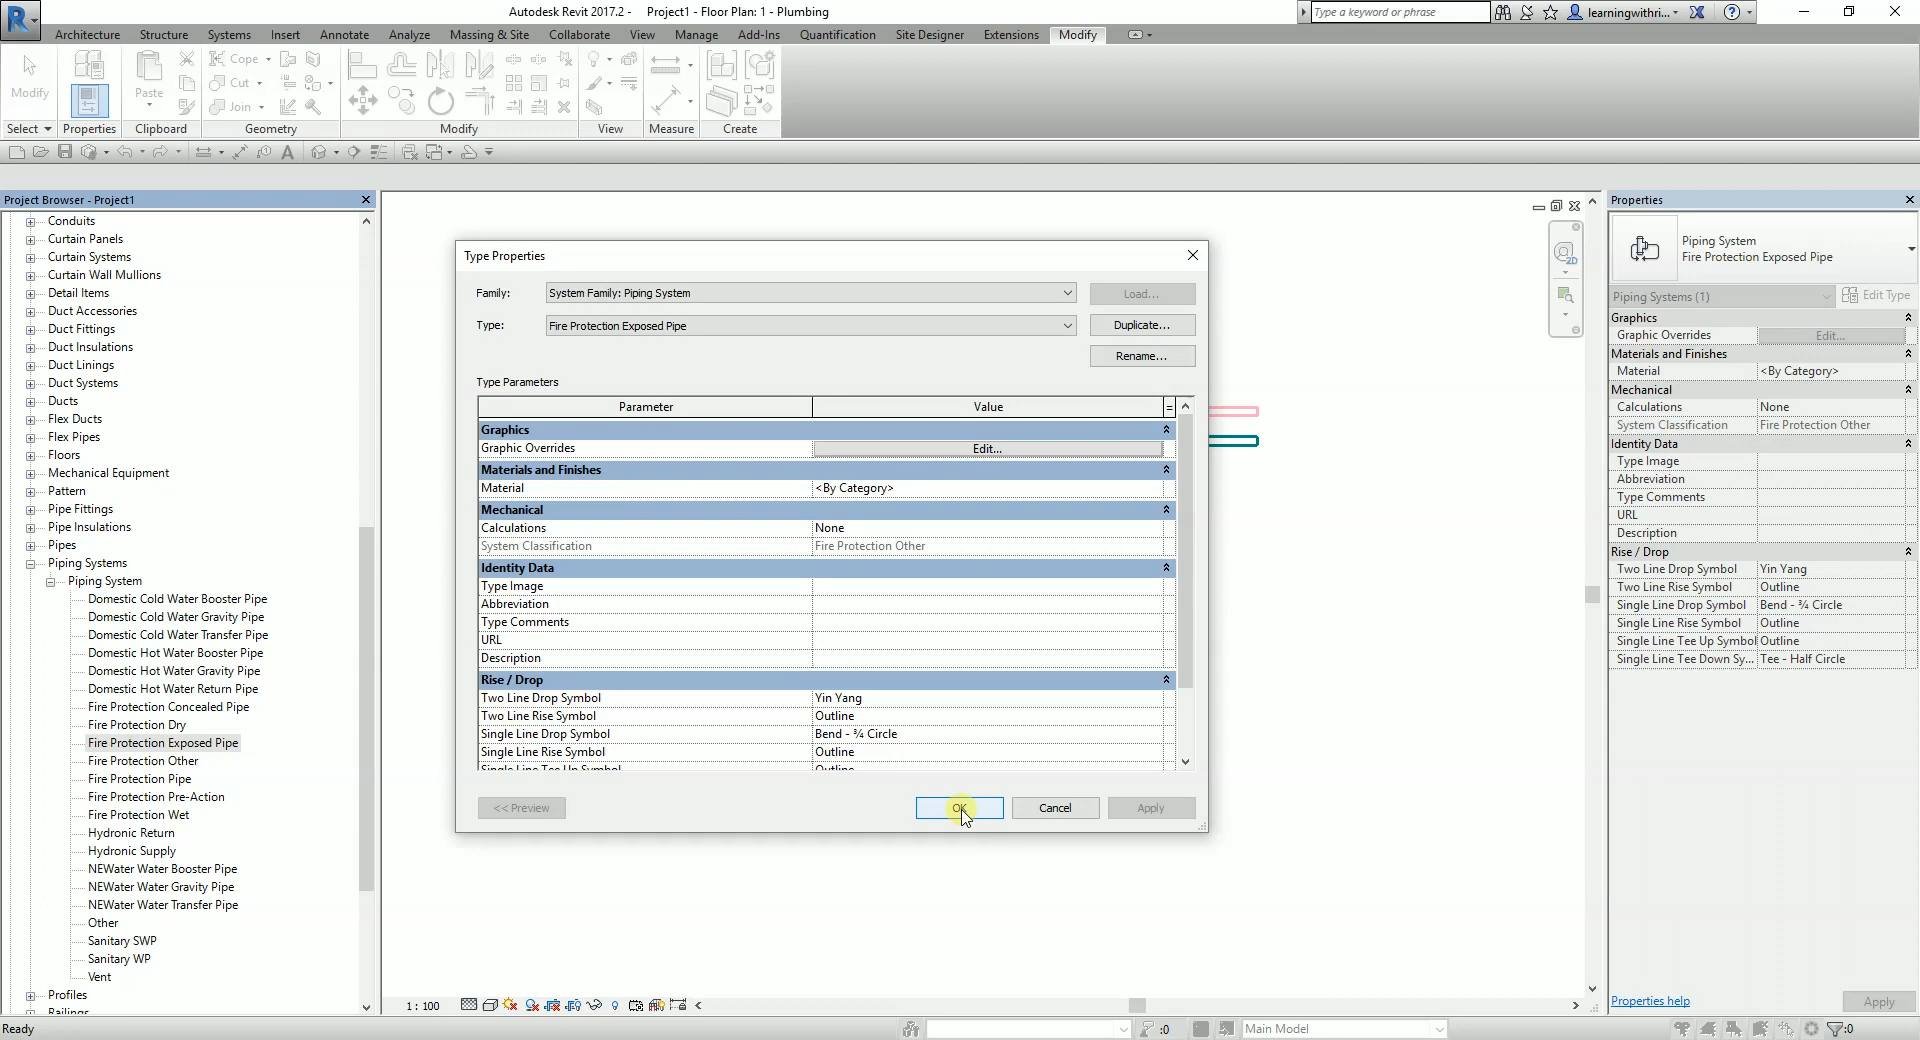 Autodesk Revit 2017.2 - Project1 - Floor Plan: 1 - Plumbing
Type a keyword or phrase
learningwithri...
Architecture Structure Systems Insert Annotate Analyze Massing & Site Collaborate View Manage Add-Ins Quantification Site Designer Extensions Modify
Modify
Paste
Cope
Cut
Join
Select Properties Clipboard Geometry Modify View Measure Create
Project Browser - Project1
Conduits
Curtain Panels
Curtain Systems
Curtain Wall Mullions
Detail Items
Duct Accessories
Duct Fittings
Duct Insulations
Duct Linings
Duct Systems
Ducts
Flex Ducts
Flex Pipes
Floors
Mechanical Equipment
Pattern
Pipe Fittings
Pipe Insulations
Pipes
Piping Systems
Piping System
Domestic Cold Water Booster Pipe
Domestic Cold Water Gravity Pipe
Domestic Cold Water Transfer Pipe
Domestic Hot Water Booster Pipe
Domestic Hot Water Gravity Pipe
Domestic Hot Water Return Pipe
Fire Protection Concealed Pipe
Fire Protection Dry
Fire Protection Exposed Pipe
Fire Protection Other
Fire Protection Pipe
Fire Protection Pre-Action
Fire Protection Wet
Hydronic Return
Hydronic Supply
NEWater Water Booster Pipe
NEWater Water Gravity Pipe
NEWater Water Transfer Pipe
Other
Sanitary SWP
Sanitary WP
Vent
Profiles
Railings
Type Properties
Family: System Family: Piping System Load...
Type: Fire Protection Exposed Pipe Duplicate...
Rename...
Type Parameters
Parameter Value =
Graphics
Graphic Overrides Edit...
Materials and Finishes
Material <By Category>
Mechanical
Calculations None
System Classification Fire Protection Other
Identity Data
Type Image
Abbreviation
Type Comments
URL
Description
Rise / Drop
Two Line Drop Symbol Yin Yang
Two Line Rise Symbol Outline
Single Line Drop Symbol Bend - ¾ Circle
Single Line Rise Symbol Outline
Single Line Tee Up Symbol Outline
<< Preview OK Cancel Apply
2D
1 : 100
Properties
Piping System
Fire Protection Exposed Pipe
Piping Systems (1) Edit Type
Graphics
Graphic Overrides Edit...
Materials and Finishes
Material <By Category>
Mechanical
Calculations None
System Classification Fire Protection Other
Identity Data
Type Image
Abbreviation
Type Comments
URL
Description
Rise / Drop
Two Line Drop Symbol Yin Yang
Two Line Rise Symbol Outline
Single Line Drop Symbol Bend - ¾ Circle
Single Line Rise Symbol Outline
Single Line Tee Up Symbol Outline
Single Line Tee Down Sy... Tee - Half Circle
Properties help Apply
Ready :0 Main Model :0